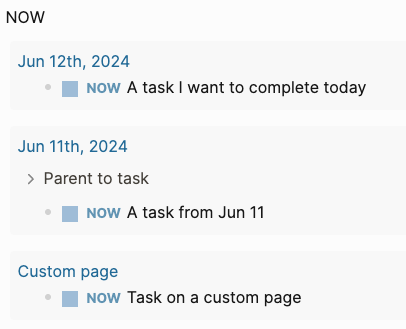 NOW
Jun 12th, 2024
NOW A task I want to complete today
Jun 11th, 2024
Parent to task
NOW A task from Jun 11
Custom page
NOW Task on a custom page